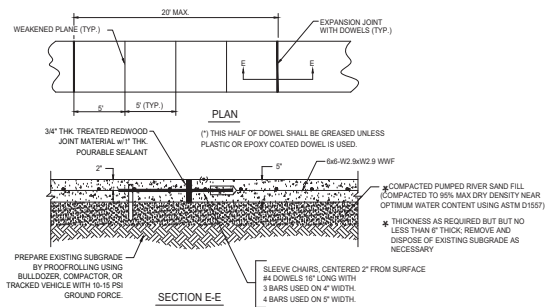 20' MAX.
WEAKENED PLANE (TYP.)
EXPANSION JOINT
WITH DOWELS (TYP.)
E
E
5'
5' (TYP.)
PLAN
(*) THIS HALF OF DOWEL SHALL BE GREASED UNLESS
PLASTIC OR EPOXY COATED DOWEL IS USED.
3/4" THK. TREATED REDWOOD
JOINT MATERIAL w/1" THK.
POURABLE SEALANT
2"
(*)
5"
6x6-W2.9xW2.9 WWF
* COMPACTED PUMPED RIVER SAND FILL
(COMPACTED TO 95% MAX DRY DENSITY NEAR
OPTIMUM WATER CONTENT USING ASTM D1557)
* THICKNESS AS REQUIRED BUT BUT NO
LESS THAN 6" THICK; REMOVE AND
DISPOSE OF EXISTING SUBGRADE AS
NECESSARY
PREPARE EXISTING SUBGRADE
BY PROOFROLLING USING
BULLDOZER, COMPACTOR, OR
TRACKED VEHICLE WITH 10-15 PSI
GROUND FORCE.
SLEEVE CHAIRS, CENTERED 2" FROM SURFACE
#4 DOWELS 16" LONG WITH
3 BARS USED ON 4" WIDTH.
4 BARS USED ON 5" WIDTH.
SECTION E-E